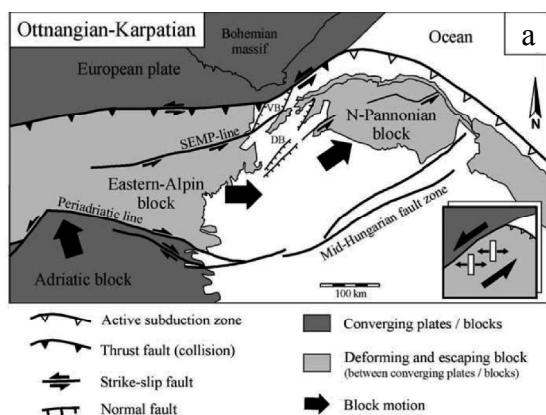 Ottnangian-Karpatian
Bohemian
massif
Ocean
a
European plate
VB
SEMP-line
DB
N-Pannonian
block
N
Eastern-Alpin
block
Periadriatic line
Mid-Hungarian fault zone
Adriatic block
100 km
Active subduction zone
Converging plates / blocks
Thrust fault (collision)
Deforming and escaping block
(between converging plates / blocks)
Strike-slip fault
Normal fault
Block motion